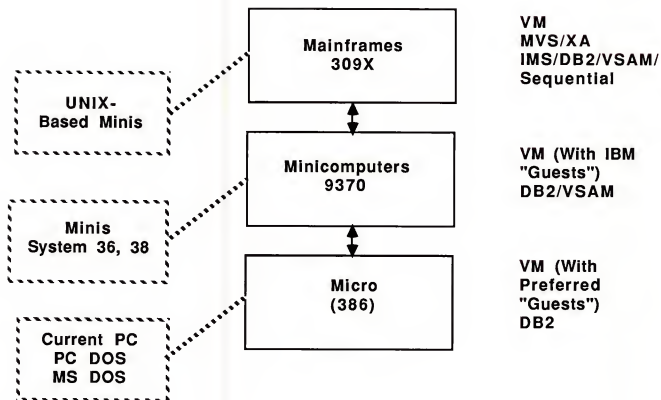 Mainframes
309X
VM
MVS/XA
IMS/DB2/VSAM/
Sequential
UNIX-
Based Minis
Minicomputers
9370
VM (With IBM
"Guests")
DB2/VSAM
Minis
System 36, 38
Micro
(386)
VM (With
Preferred
"Guests")
DB2
Current PC
PC DOS
MS DOS